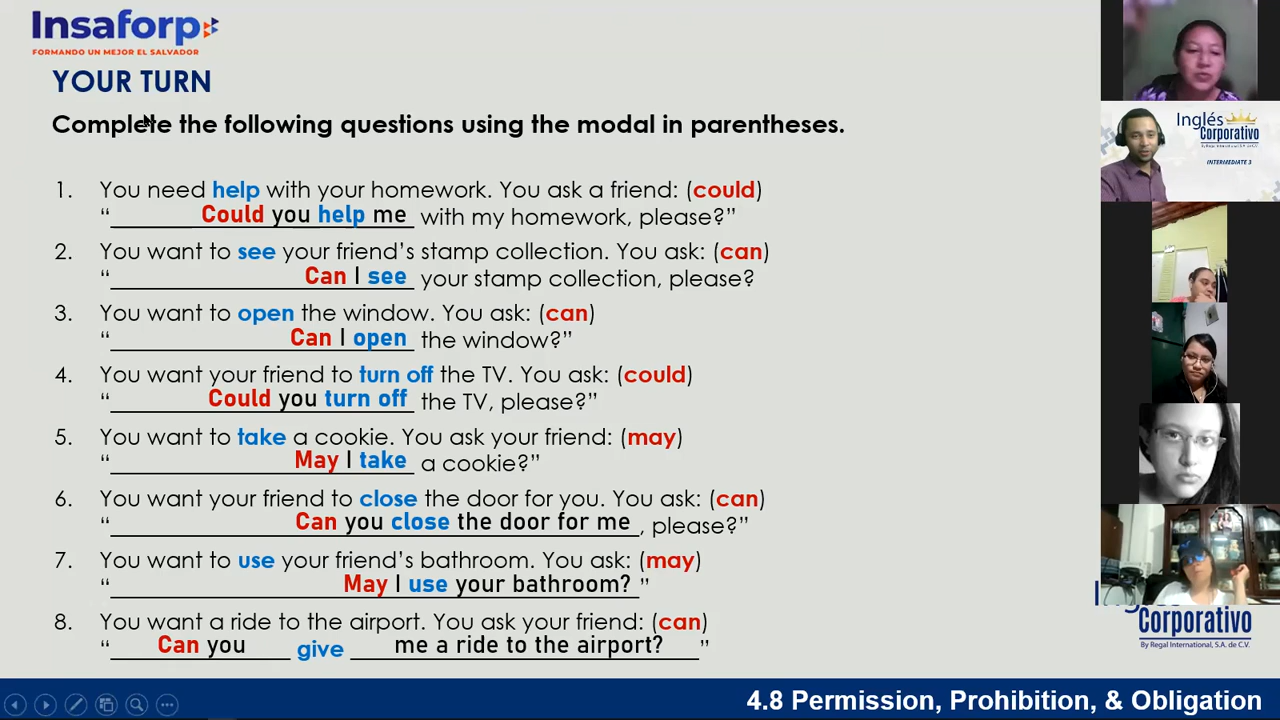 Insaforp
FORMANDO UN MEJOR EL SALVADOR
YOUR TURN
Complete the following questions using the modal in parentheses.
1. You need help with your homework. You ask a friend: (could)
“ Could you help me with my homework, please?”
2. You want to see your friend’s stamp collection. You ask: (can)
“ Can I see your stamp collection, please?
3. You want to open the window. You ask: (can)
“ Can I open the window?”
4. You want your friend to turn off the TV. You ask: (could)
“ Could you turn off the TV, please?”
5. You want to take a cookie. You ask your friend: (may)
“ May I take a cookie?”
6. You want your friend to close the door for you. You ask: (can)
“ Can you close the door for me, please?”
7. You want to use your friend’s bathroom. You ask: (may)
“ May I use your bathroom? ”
8. You want a ride to the airport. You ask your friend: (can)
“ Can you give me a ride to the airport? ”
4.8 Permission, Prohibition, & Obligation
Inglés
Corporativo
By Regal International, S.A. de C.V.
INTERMEDIATE 3
Corporativo
By Regal International, S.A. de C.V.